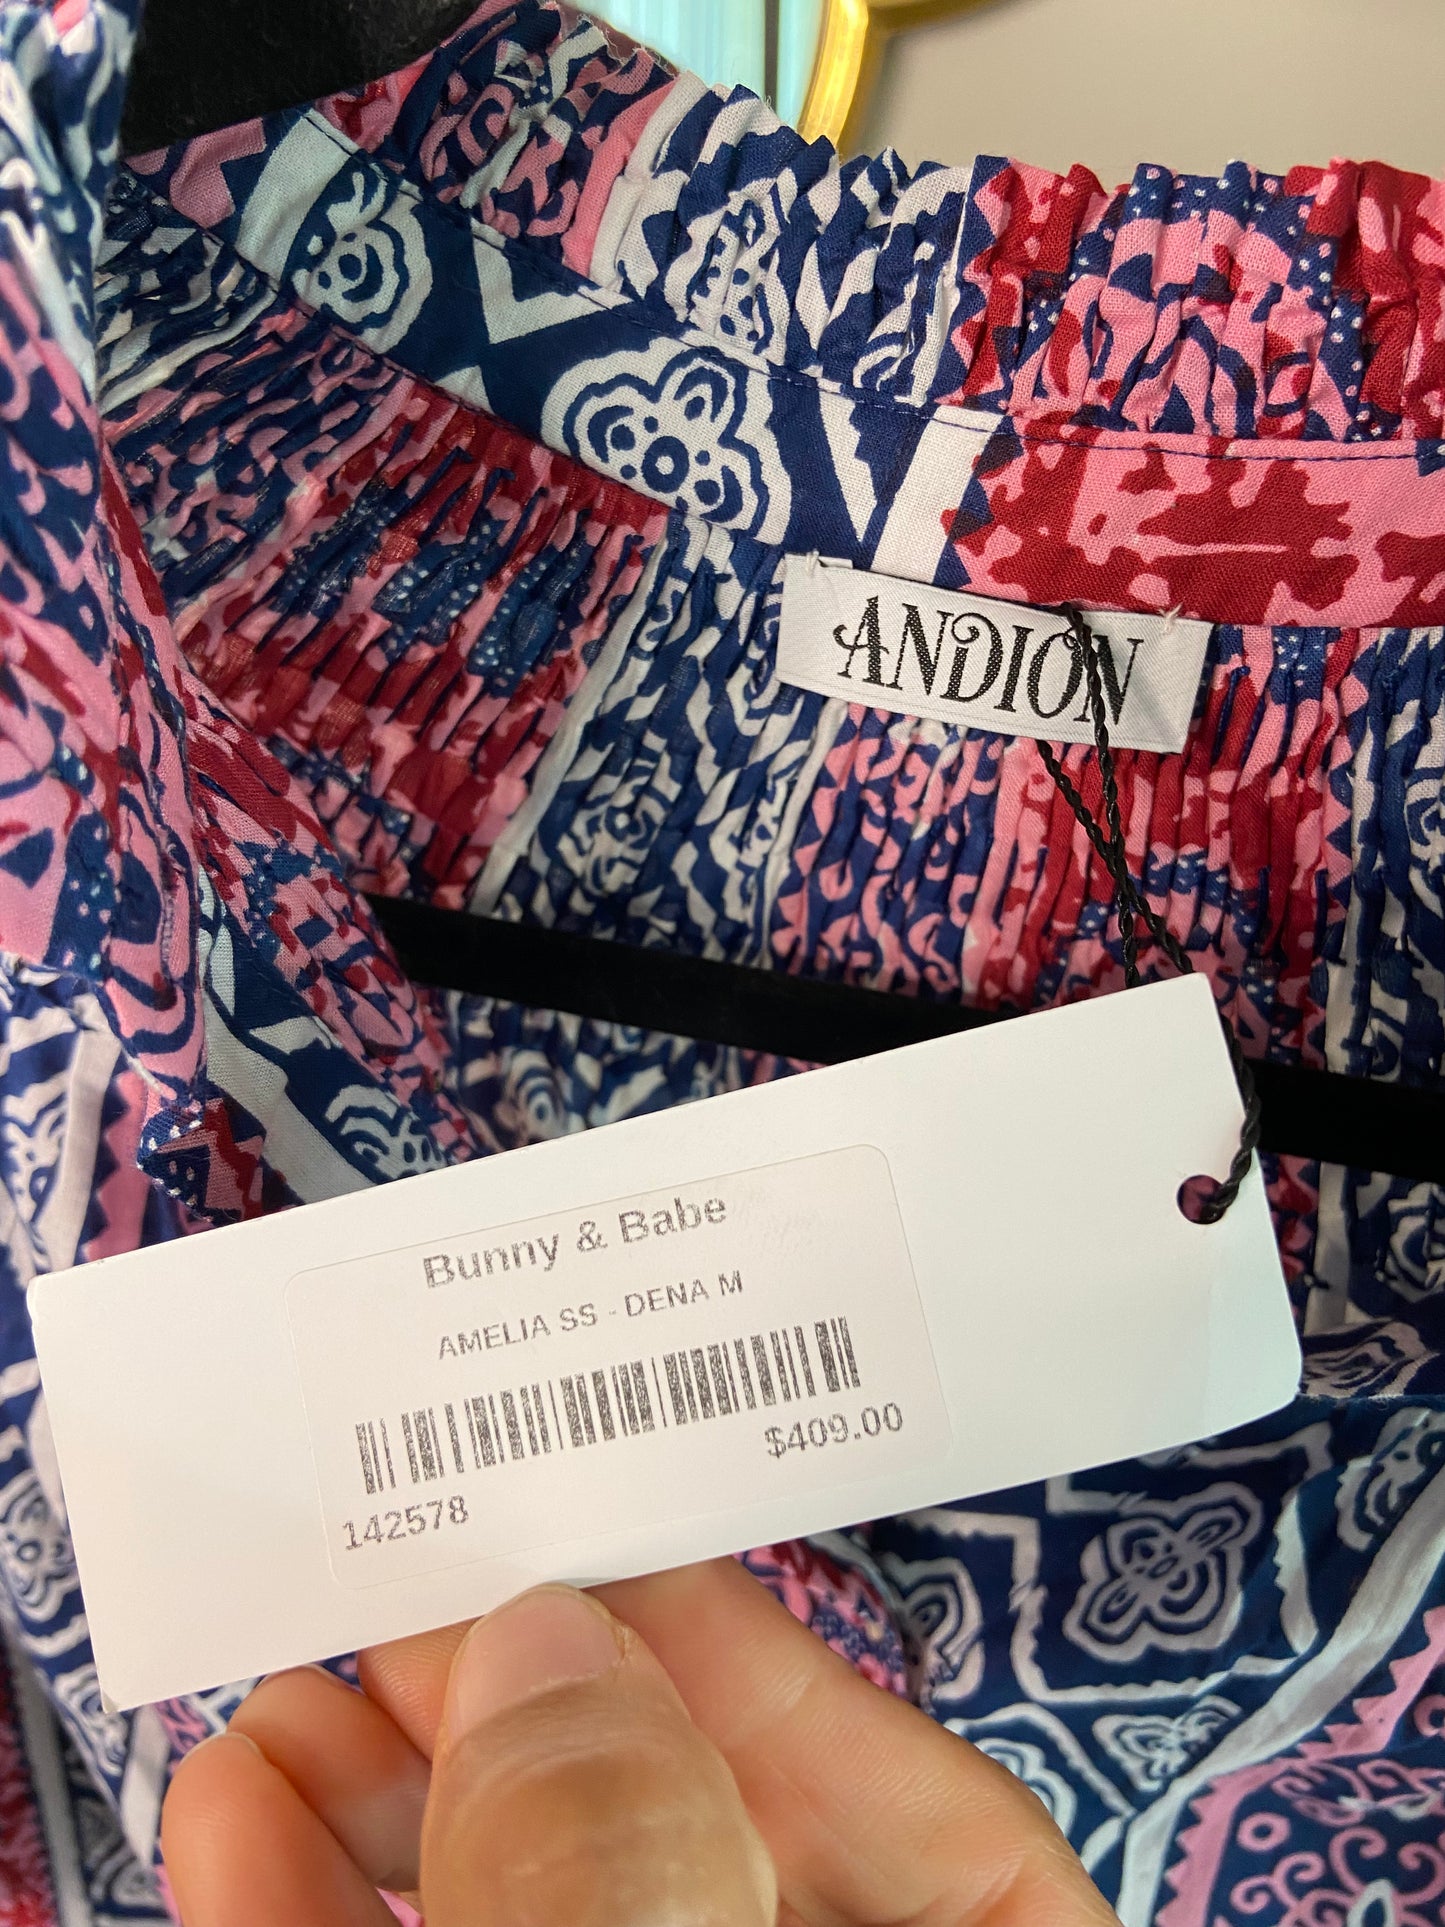 ANDION
Bunny & Babe
AMELIA SS - DENA M
$409.00
142578